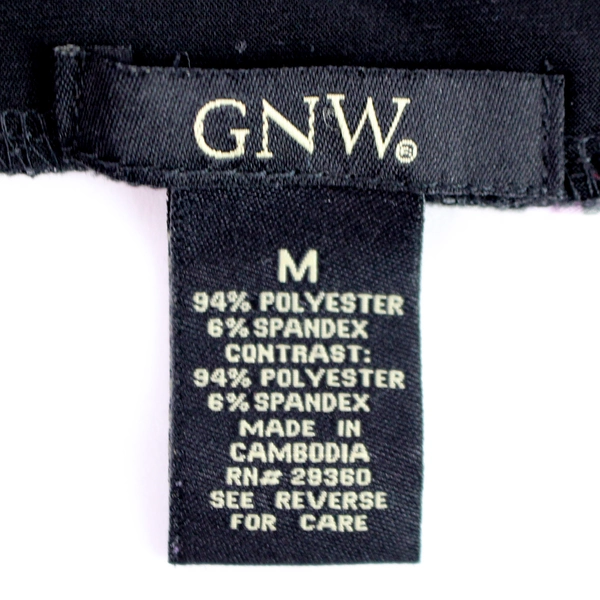 GNW®
M
94% POLYESTER
6% SPANDEX
CONTRAST:
94% POLYESTER
6% SPANDEX
MADE IN
CAMBODIA
RN# 29360
SEE REVERSE
FOR CARE